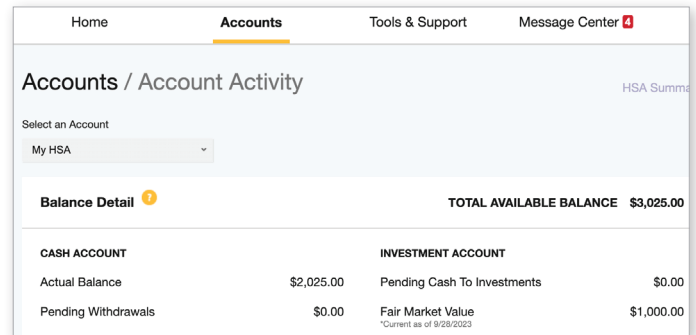 Home Accounts Tools & Support Message Center 4
Accounts / Account Activity
HSA Summa
Select an Account
My HSA
Balance Detail ? TOTAL AVAILABLE BALANCE $3,025.00
CASH ACCOUNT INVESTMENT ACCOUNT
Actual Balance $2,025.00 Pending Cash To Investments $0.00
Pending Withdrawals $0.00 Fair Market Value $1,000.00
*Current as of 9/28/2023